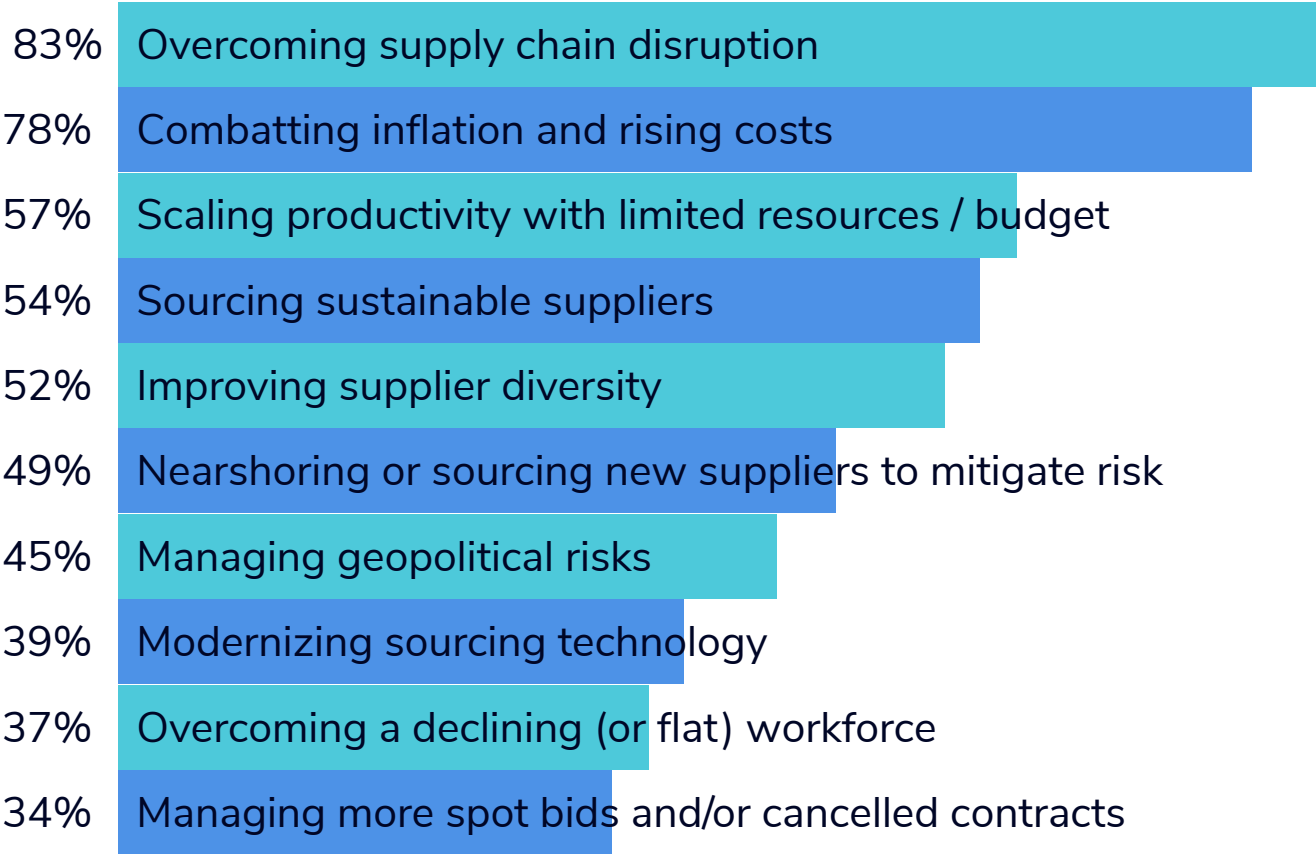 83% Overcoming supply chain disruption
78% Combatting inflation and rising costs
57% Scaling productivity with limited resources / budget
54% Sourcing sustainable suppliers
52% Improving supplier diversity
49% Nearshoring or sourcing new suppliers to mitigate risk
45% Managing geopolitical risks
39% Modernizing sourcing technology
37% Overcoming a declining (or flat) workforce
34% Managing more spot bids and/or cancelled contracts